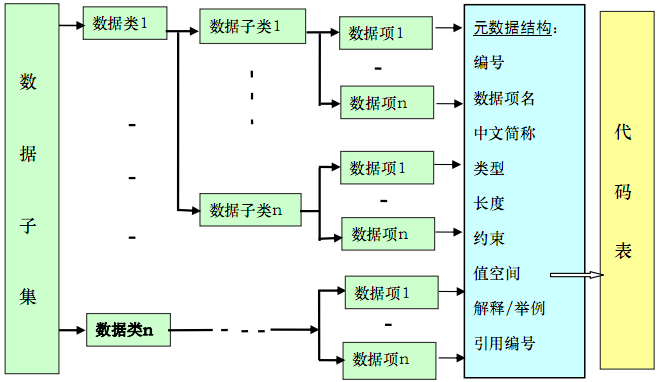 数据子集
数据类1
数据子类1
数据项1
数据项n
数据子类n
数据项1
数据项n
数据类n
数据项1
数据项n
元数据结构：
编号
数据项名
中文简称
类型
长度
约束
值空间
解释/举例
引用编号
代码表